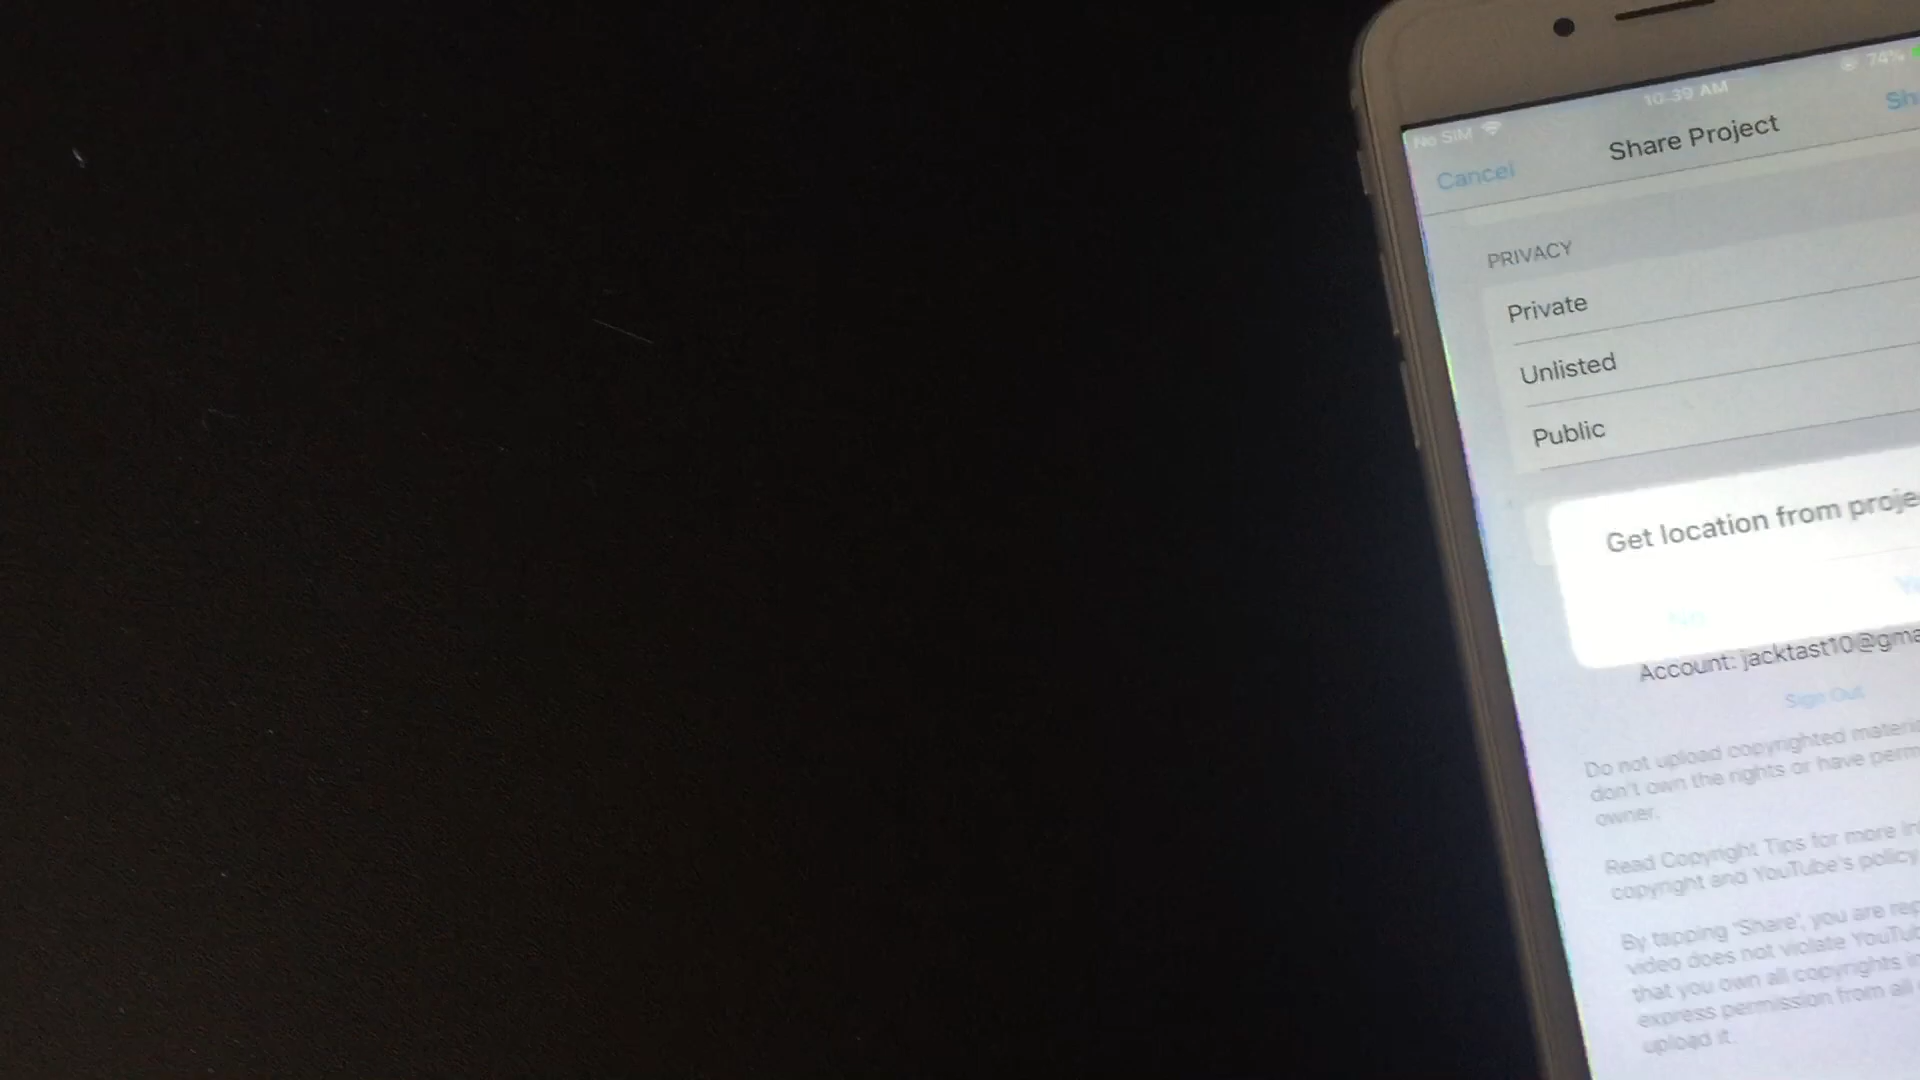 74%
10:39 AM
No SIM
Share Project
Cancel
PRIVACY
Private
Unlisted
Public
Get location from proje
No
Account: jacktast10@gma
Sign Out
Do not upload copyrighted materi
don't own the rights or have perm
owner.
Read Copyright Tips for more in
copyright and YouTube's policy
By tapping 'Share', you are rep
video does not violate YouTub
that you own all copyrights i
express permission from all
upload it.